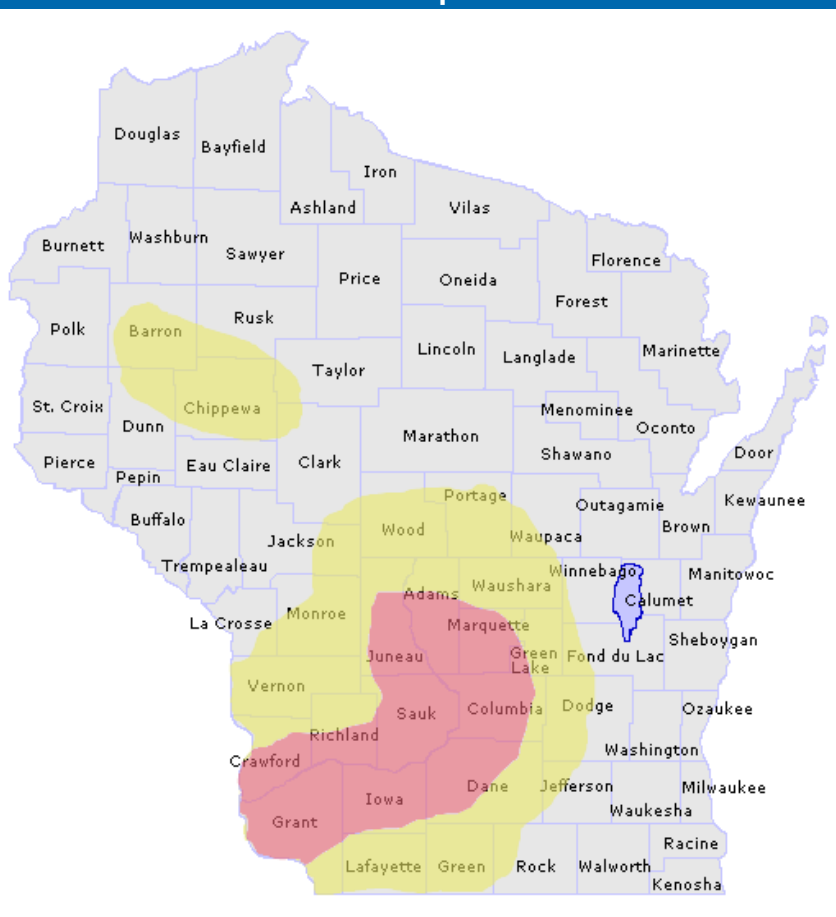 Douglas
Bayfield
Iron
Ashland
Vilas
Burnett
Washburn
Sawyer
Florence
Price
Oneida
Forest
Polk
Barron
Rusk
Lincoln
Langlade
Marinette
Taylor
St. Croix
Chippewa
Menominee
Dunn
Marathon
Oconto
Shawano
Door
Pierce
Eau Claire
Clark
Pepin
Portage
Kewaunee
Outagamie
Buffalo
Wood
Brown
Jackson
Waupaca
Trempealeau
Winnebago
Manitowoc
Waushara
Adams
Calumet
Monroe
La Crosse
Marquette
Sheboygan
Juneau
Green
Lake
Fond du Lac
Vernon
Sauk
Columbia
Dodge
Ozaukee
Richland
Washington
Crawford
Dane
Jefferson
Milwaukee
Iowa
Waukesha
Grant
Racine
Lafayette
Green
Rock
Walworth
Kenosha